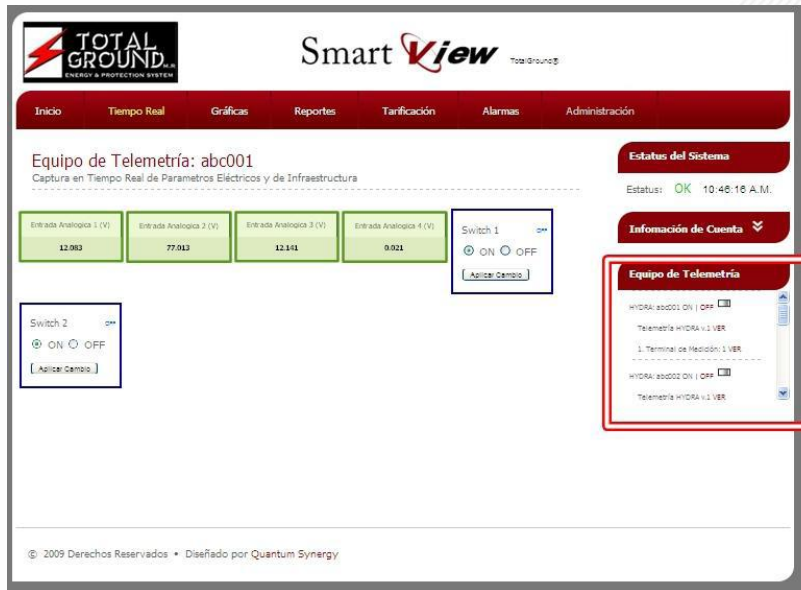 TOTAL
GROUND
ENERGY & PROTECTION SYSTEM
Smart View TotalGround®
Inicio Tiempo Real Gráficas Reportes Tarificación Alarmas Administración
Equipo de Telemetría: abc001
Captura en Tiempo Real de Parametros Eléctricos y de Infraestructura
Entrada Analogica 1 (V) Entrada Analogica 2 (V) Entrada Analogica 3 (V) Entrada Analogica 4 (V)
12.083 77.013 12.141 0.021
Switch 1 OFF
ON OFF
Aplicar Cambio
Switch 2 OFF
ON OFF
Aplicar Cambio
Estatus del Sistema
Estatus: OK 10:46:16 A.M.
Infomación de Cuenta
Equipo de Telemetría
HYDRA: abc001 ON | OFF
Telemetría HYDRA v.1 VER
1. Terminal de Medición: 1 VER
HYDRA: abc002 ON | OFF
Telemetría HYDRA v.1 VER
© 2009 Derechos Reservados • Diseñado por Quantum Synergy